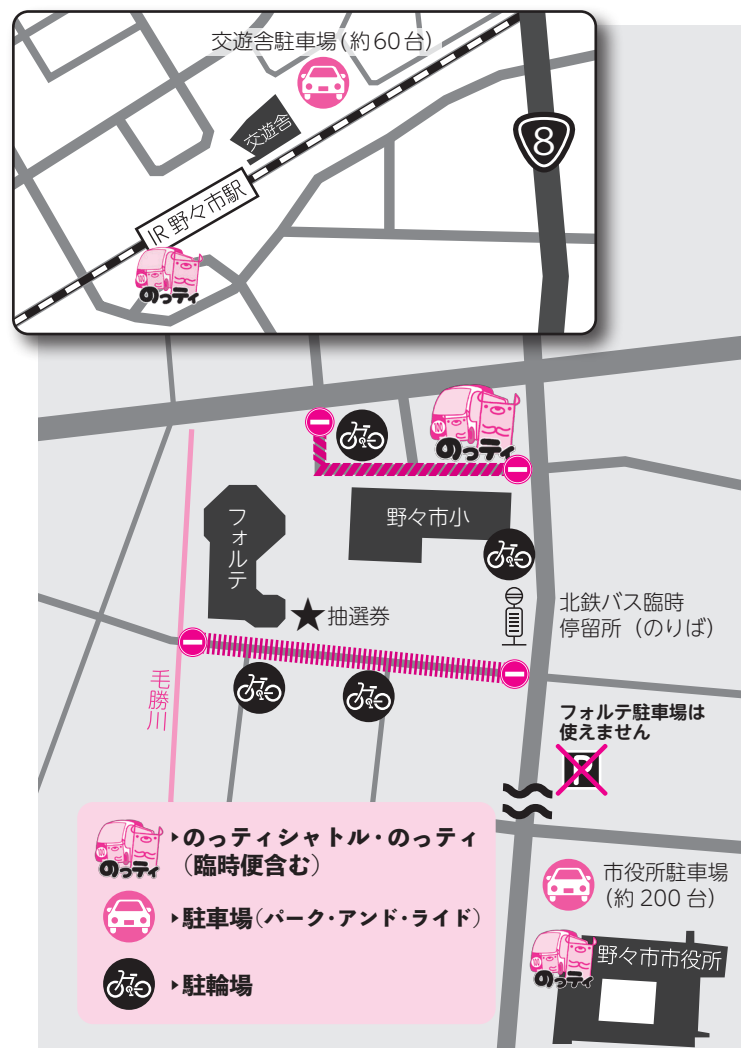 交遊舎駐車場(約60台)
交遊舎
8
IR 野々市駅
のっティ
のっティ
フォルテ
野々市小
★抽選券
北鉄バス臨時
停留所(のりば)
毛勝川
フォルテ駐車場は
使えません
P
のっティ
▸のっティシャトル・のっティ
(臨時便含む)
▸駐車場(パーク・アンド・ライド)
▸駐輪場
市役所駐車場
(約 200 台)
のっティ
野々市市役所